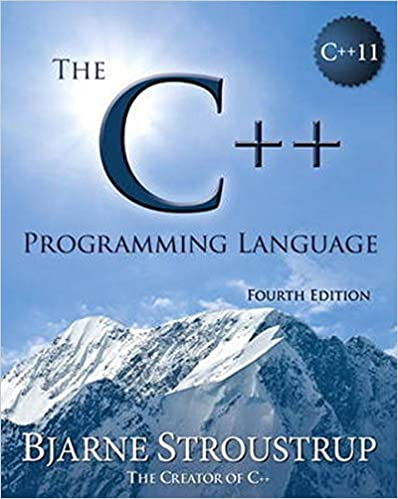 C++11
THE
C++
PROGRAMMING LANGUAGE
FOURTH EDITION
BJARNE STROUSTRUP
THE CREATOR OF C++